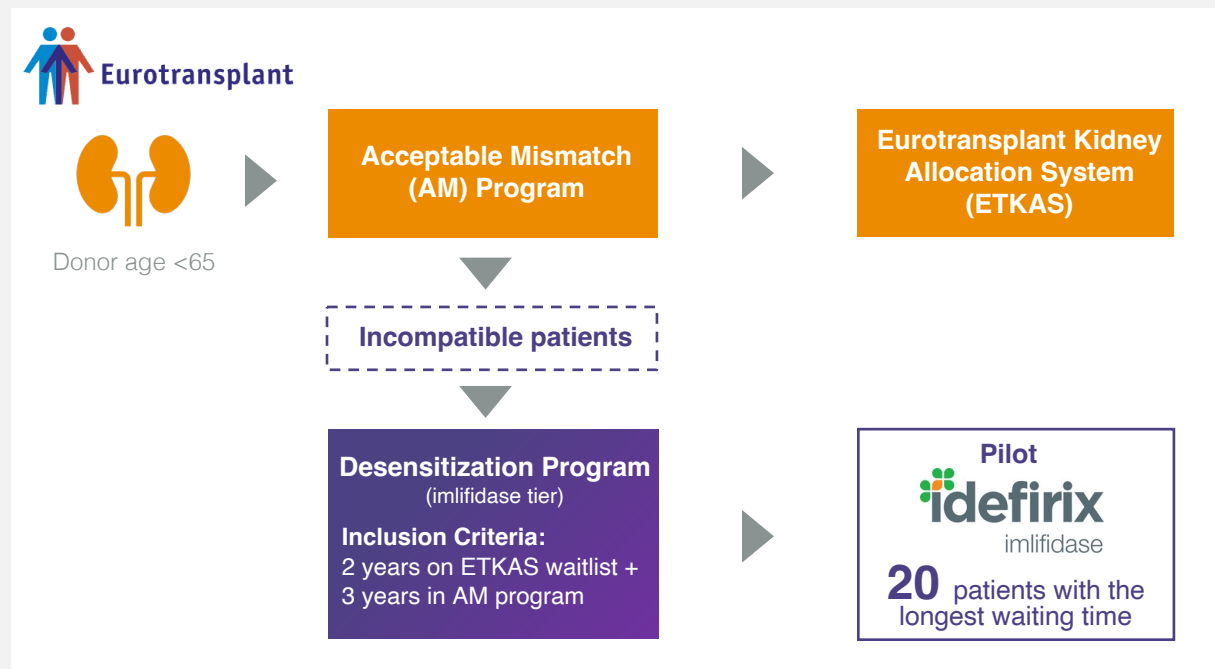 Eurotransplant
Donor age <65
Acceptable Mismatch
(AM) Program
Eurotransplant Kidney
Allocation System
(ETKAS)
Incompatible patients
Desensitization Program
(imlifidase tier)
Inclusion Criteria:
2 years on ETKAS waitlist +
3 years in AM program
Pilot
idefirix
imlifidase
20 patients with the
longest waiting time